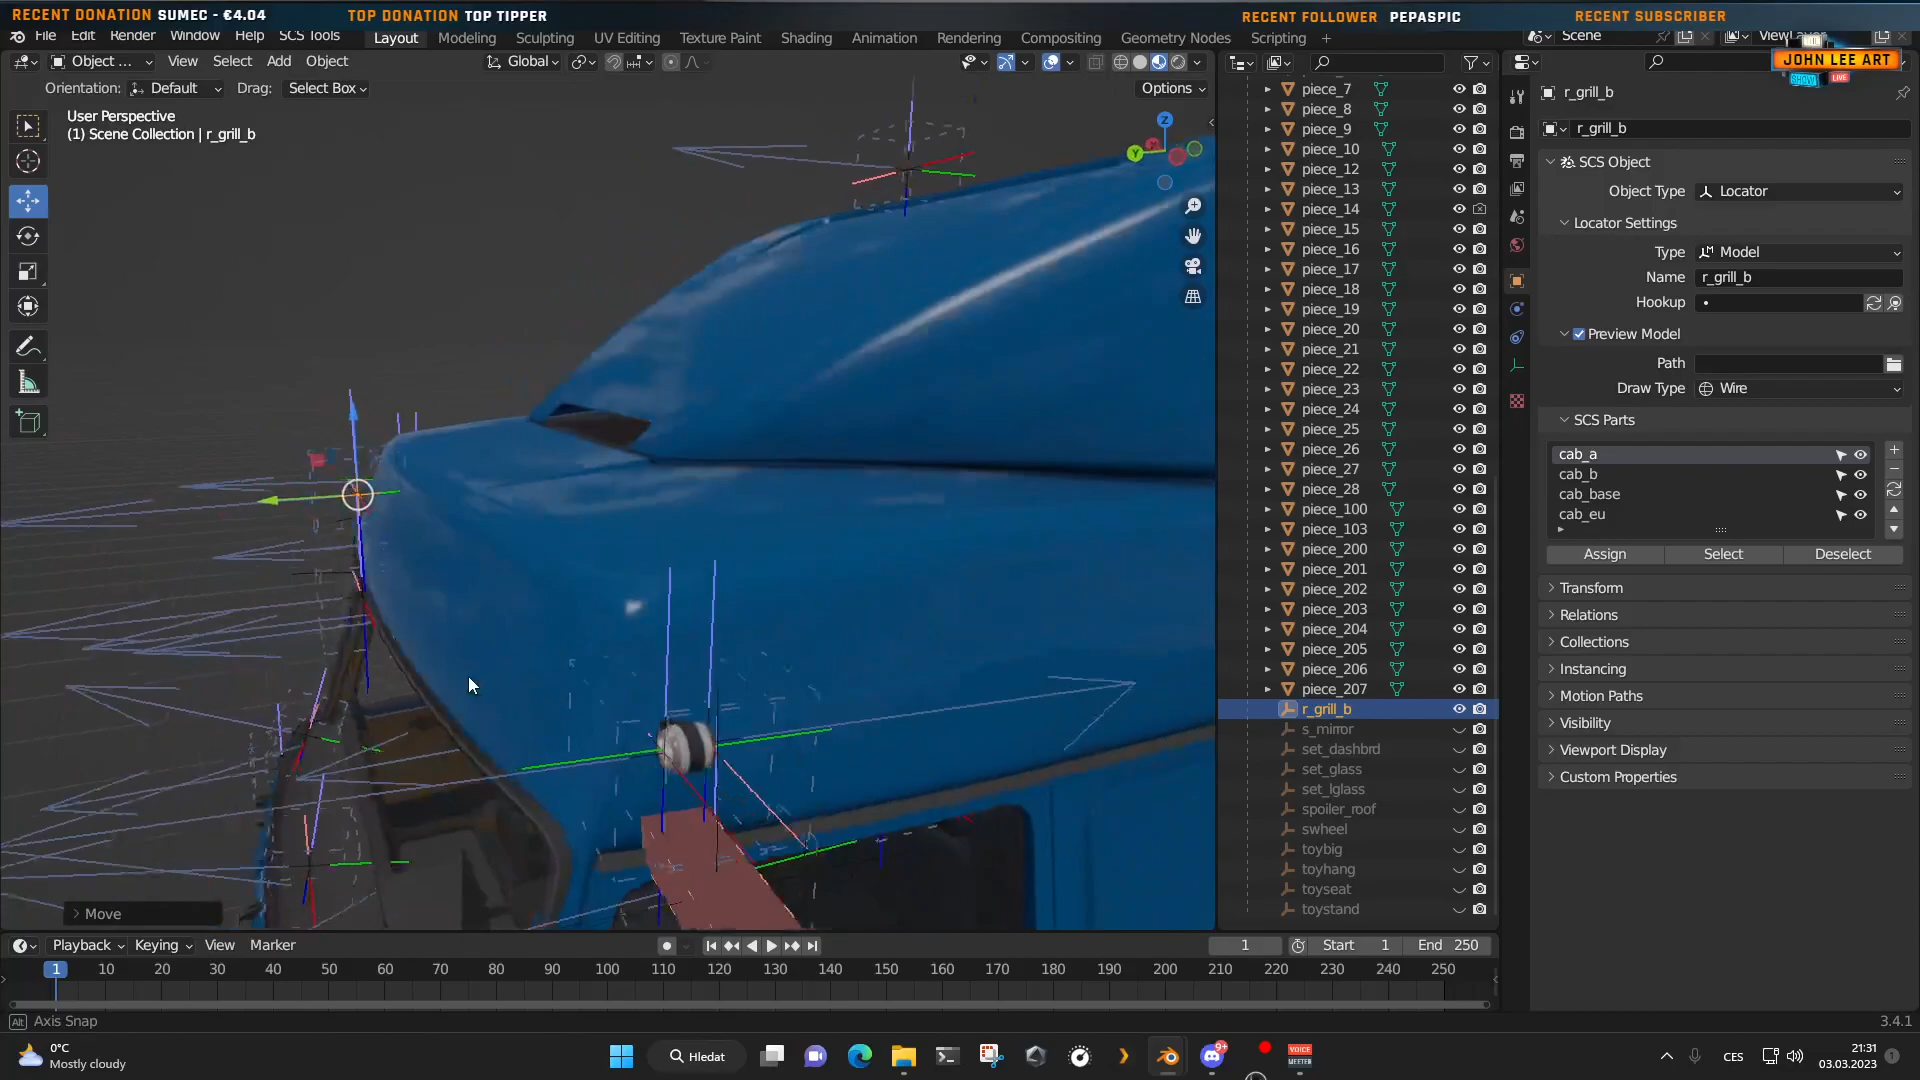 RECENT DONATION SUMEC - €4.04
TOP DONATION TOP TIPPER
RECENT FOLLOWER PEPASPIC
RECENT SUBSCRIBER
JOHN LEE ART
SHOW LIVE
File Edit Render Window Help SCS Tools
Layout Modeling Sculpting UV Editing Texture Paint Shading Animation Rendering Compositing Geometry Nodes Scripting +
Scene
ViewLayer
Object ... View Select Add Object
Global
Orientation: Default Drag: Select Box
Options
User Perspective
(1) Scene Collection | r_grill_b
Z
Y
Move
piece_7
piece_8
piece_9
piece_10
piece_12
piece_13
piece_14
piece_15
piece_16
piece_17
piece_18
piece_19
piece_20
piece_21
piece_22
piece_23
piece_24
piece_25
piece_26
piece_27
piece_28
piece_100
piece_103
piece_200
piece_201
piece_202
piece_203
piece_204
piece_205
piece_206
piece_207
r_grill_b
s_mirror
set_dashbrd
set_glass
set_lglass
spoiler_roof
swheel
toybig
toyhang
toyseat
toystand
r_grill_b
r_grill_b
SCS Object
Object Type Locator
Locator Settings
Type Model
Name r_grill_b
Hookup
Preview Model
Path
Draw Type Wire
SCS Parts
cab_a
cab_b
cab_base
cab_eu
Assign Select Deselect
Transform
Relations
Collections
Instancing
Motion Paths
Visibility
Viewport Display
Custom Properties
Playback Keying View Marker
1 Start 1 End 250
1 10 20 30 40 50 60 70 80 90 100 110 120 130 140 150 160 170 180 190 200 210 220 230 240 250
Alt Axis Snap
3.4.1
0°C
Mostly cloudy
Hledat
9+
VOICE MEETER
CES
21:31
03.03.2023
1